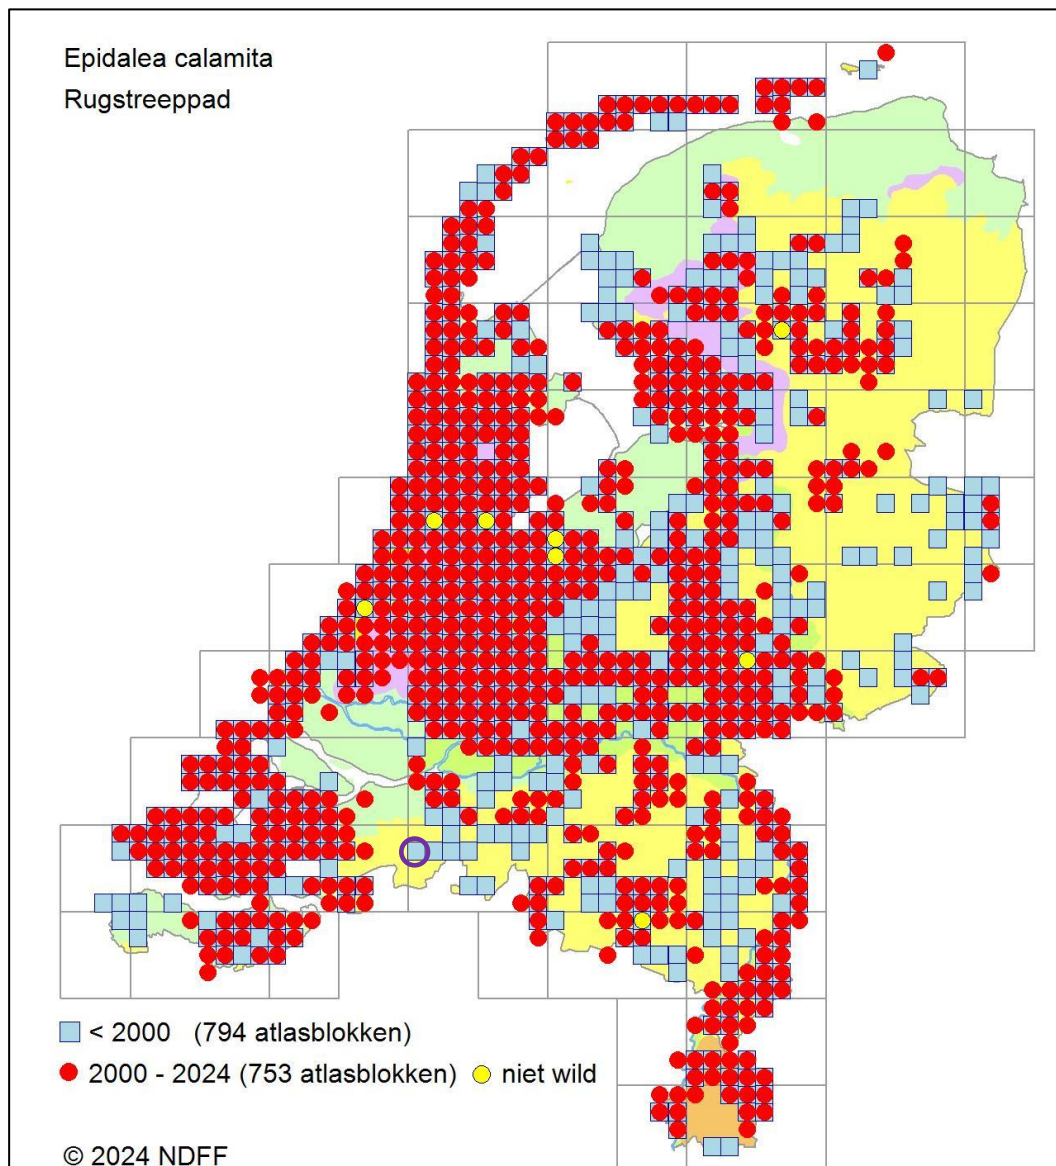 Epidalea calamita
Rugstreeppad
< 2000 (794 atlasblokken)
2000 - 2024 (753 atlasblokken) niet wild
© 2024 NDFF